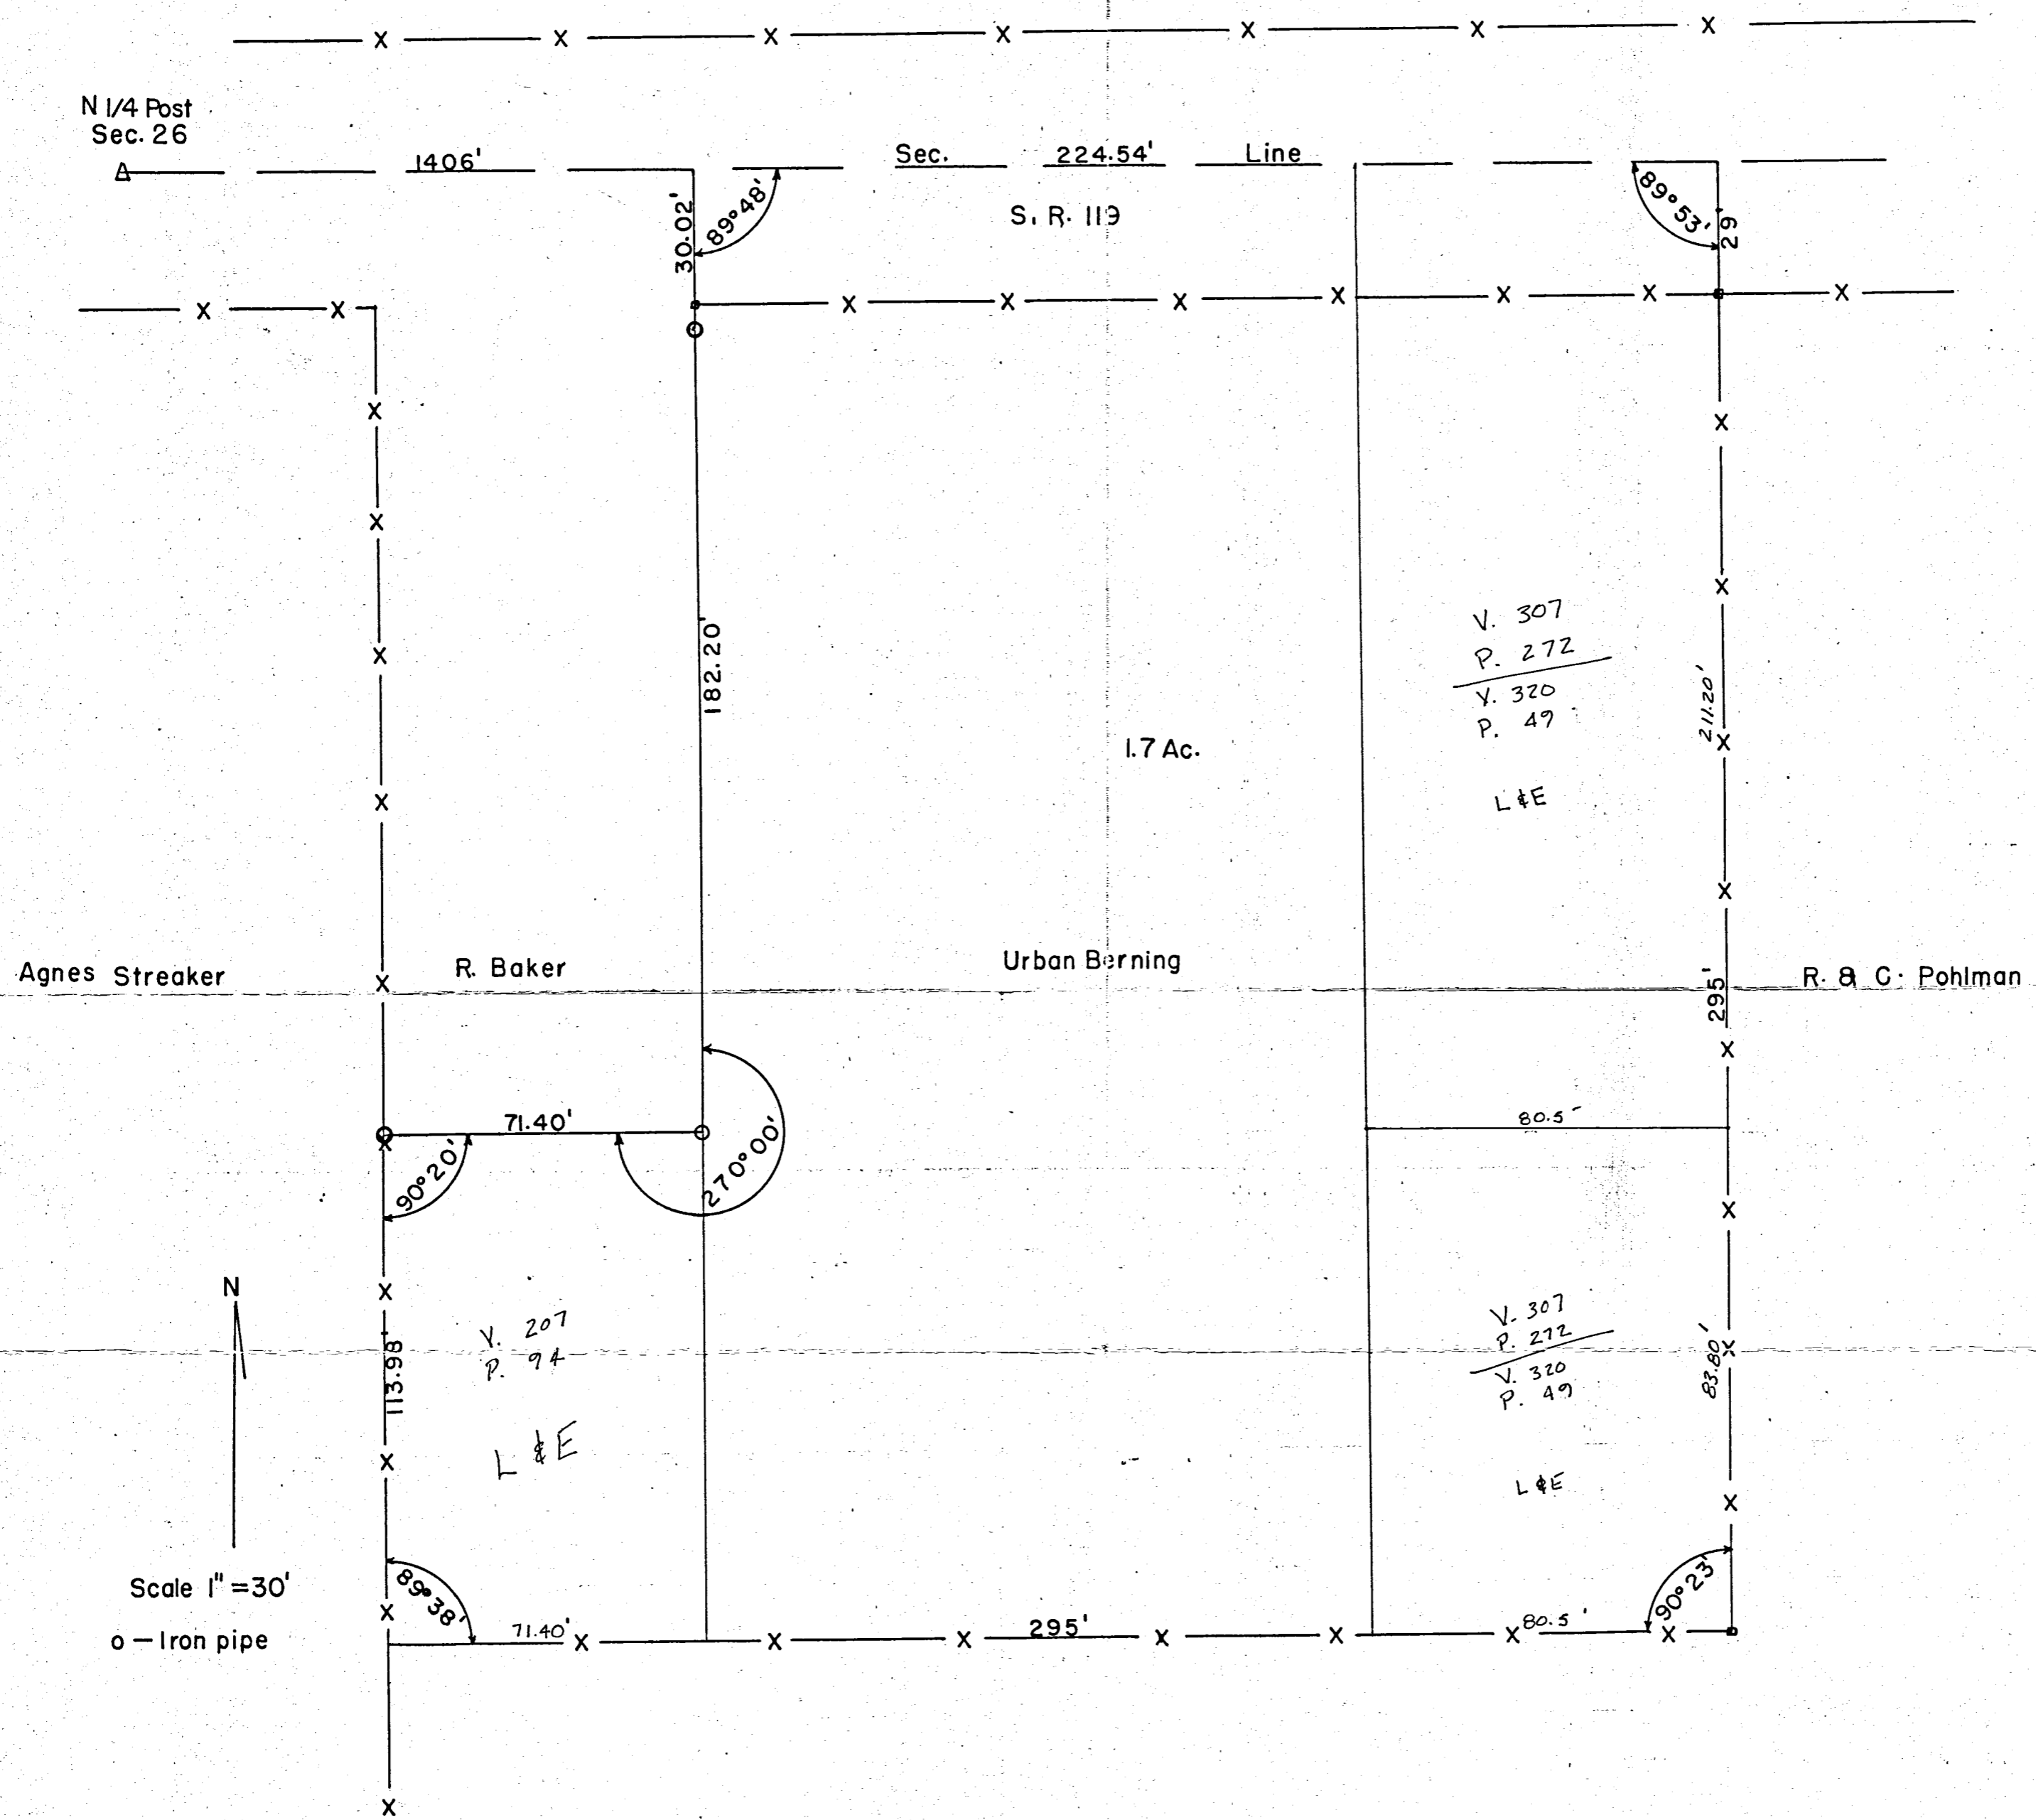 N 1/4 Post
Sec. 26
1406'
Sec. 224.54' Line
S. R. 119
30.02'
89°48'
89°53'
29'
182.20'
V. 307
P. 272
V. 320
P. 49
L & E
211.20'
1.7 Ac.
Agnes Streaker
R. Baker
Urban Berning
295'
R. & C. Pohlman
71.40'
90°20'
270°00'
80.5'
N
113.98'
V. 207
P. 94
L & E
V. 307
P. 272
V. 320
P. 49
83.80'
L & E
Scale 1" = 30'
o — Iron pipe
89°38'
71.40'
295'
80.5'
90°23'